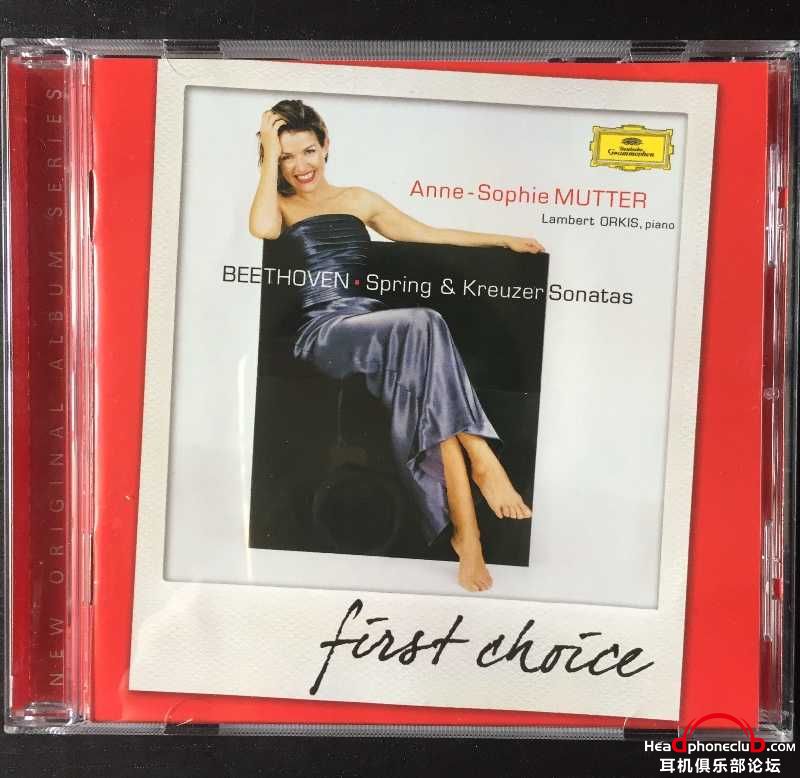 NEW ORIGINAL ALBUM SERIES
Deutsche
Grammophon
Anne-Sophie MUTTER
Lambert ORKIS, piano
BEETHOVEN · Spring & Kreuzer Sonatas
first choice
Headphoneclub.com
耳机俱乐部论坛